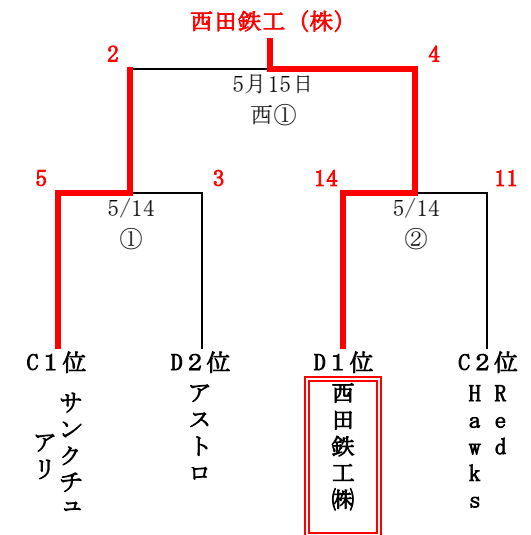 西田鉄工（株）
2
4
5月15日
西①
5
3
14
11
5/14
①
5/14
②
C１位
D２位
D１位
C２位
サンクチュ
アリ
アストロ
西田鉄工㈱
Red
Hawks